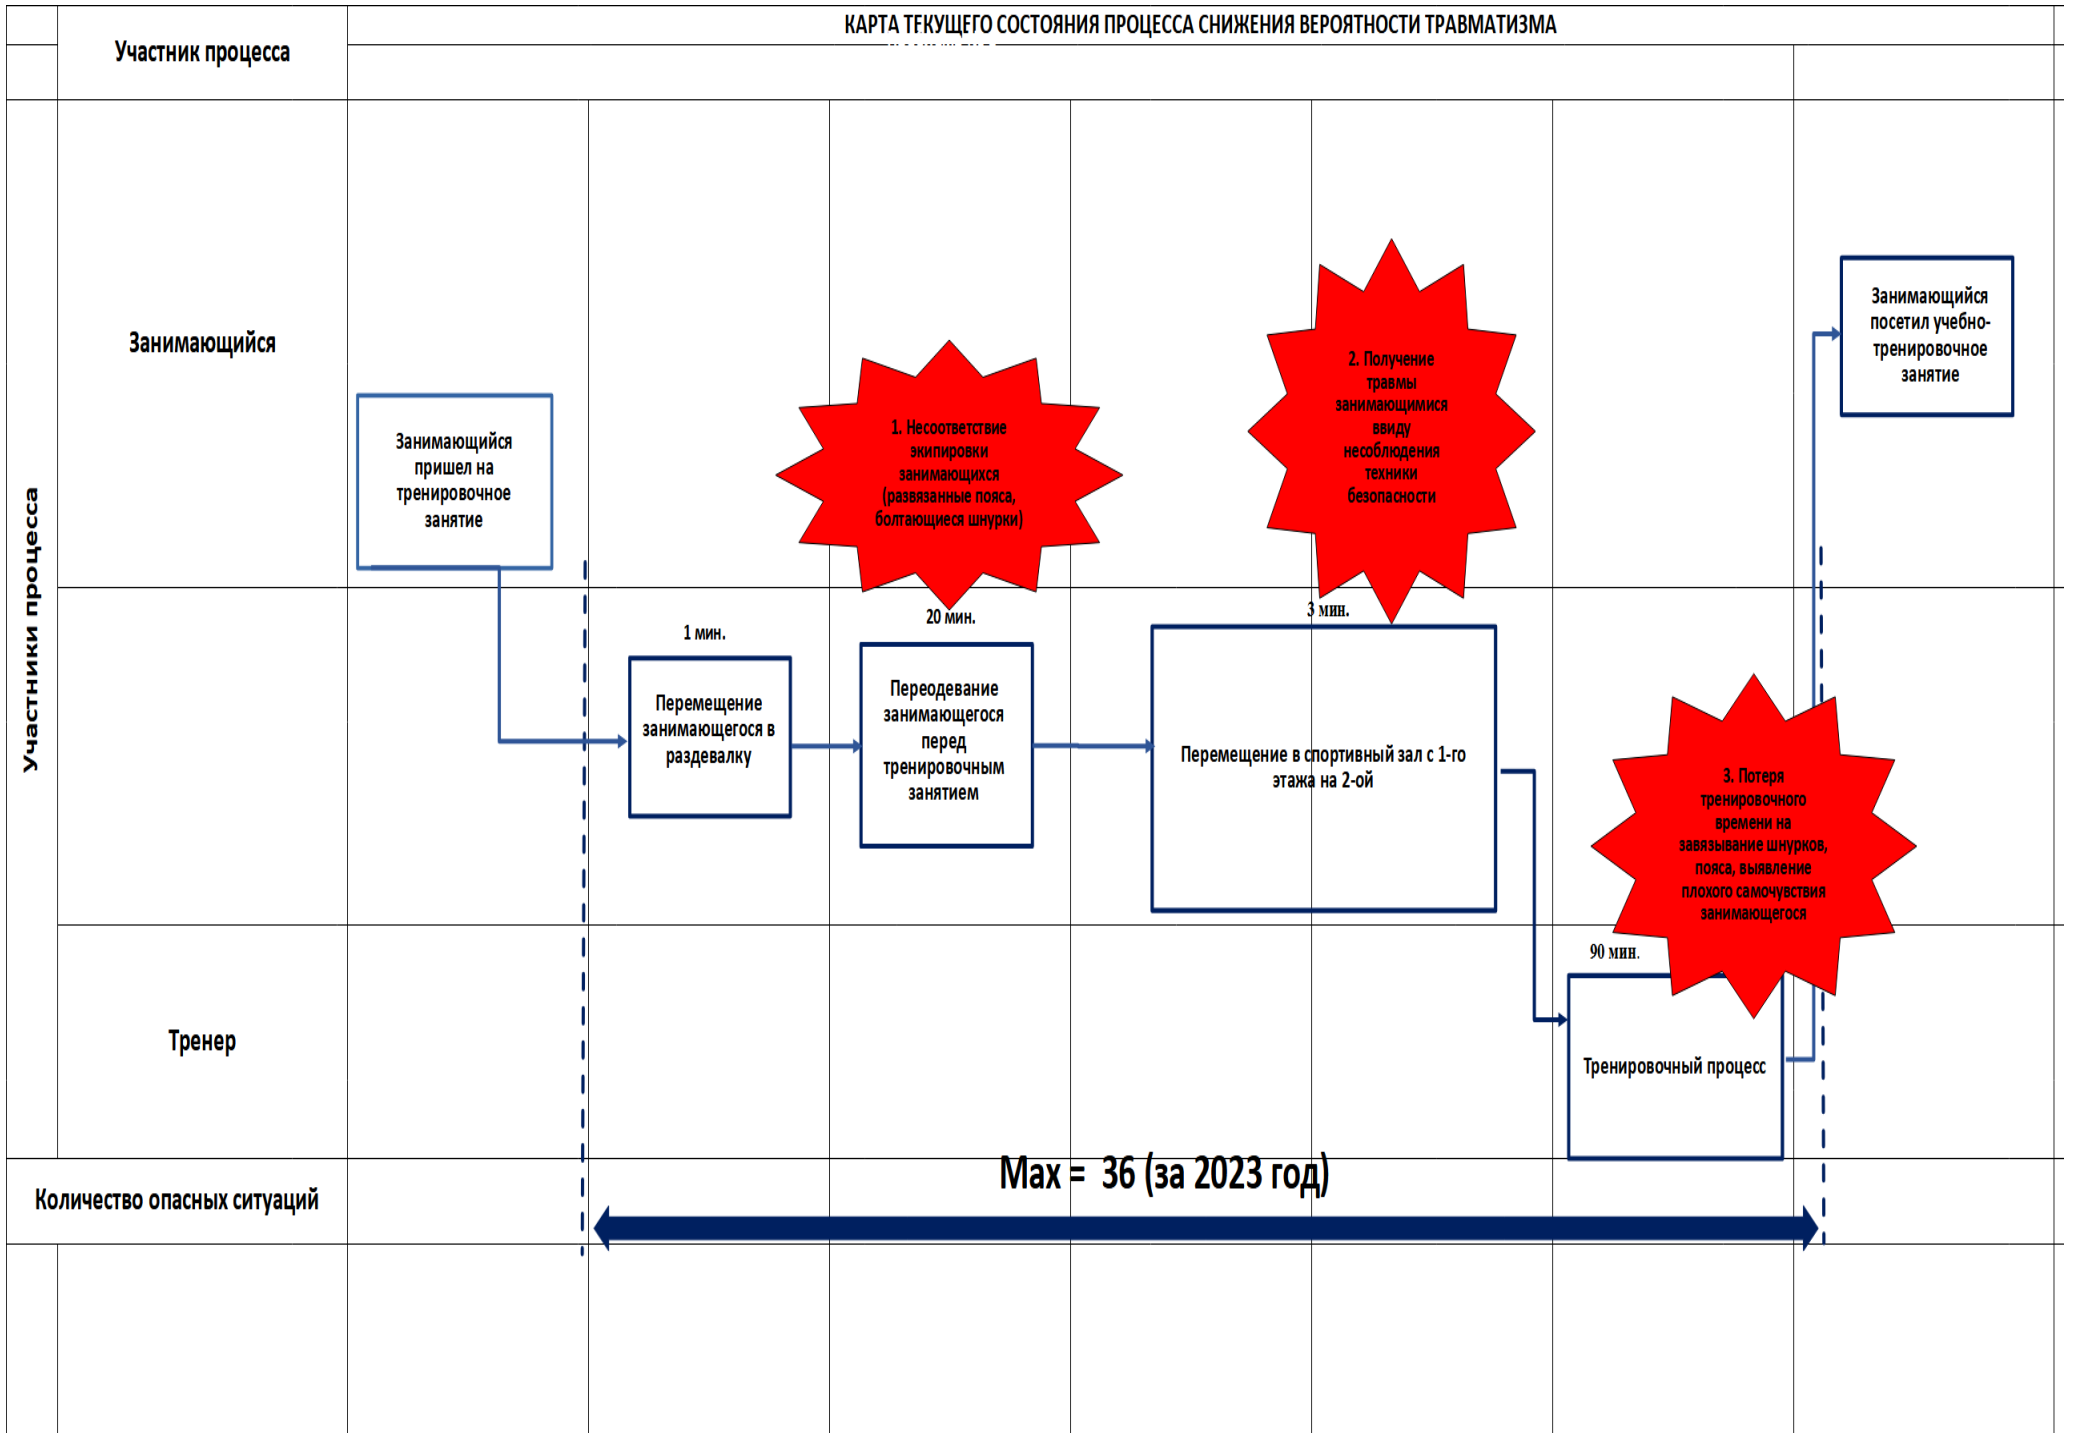 КАРТА ТЕКУЩЕГО СОСТОЯНИЯ ПРОЦЕССА СНИЖЕНИЯ ВЕРОЯТНОСТИ ТРАВМАТИЗМА
Участник процесса
Участники процесса
Занимающийся
Занимающийся
пришел на
тренировочное
занятие
1. Несоответствие
экипировки
занимающихся
(развязанные пояса,
болтающиеся шнурки)
2. Получение
травмы
занимающимися
ввиду
несоблюдения
техники
безопасности
Занимающийся
посетил учебно-
тренировочное
занятие
1 мин.
Перемещение
занимающегося в
раздевалку
20 мин.
Переодевание
занимающегося
перед
тренировочным
занятием
3 мин.
Перемещение в спортивный зал с 1-го
этажа на 2-ой
3. Потеря
тренировочного
времени на
завязывание шнурков,
пояса, выявление
плохого самочувствия
занимающегося
Тренер
90 мин.
Тренировочный процесс
Количество опасных ситуаций
Max = 36 (за 2023 год)